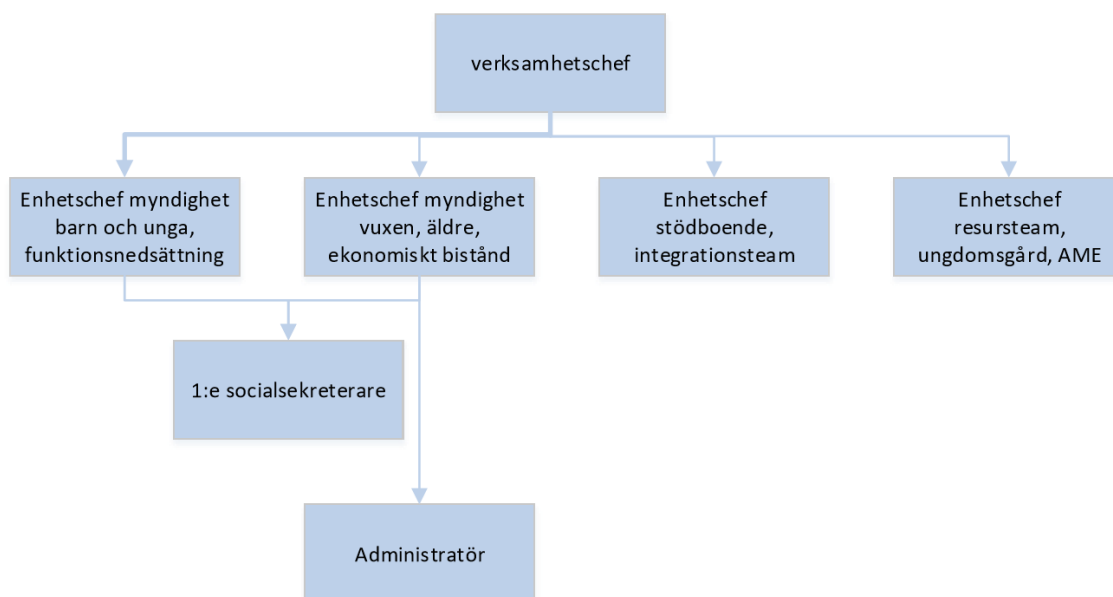 verksamhetschef
Enhetschef myndighet
barn och unga,
funktionsnedsättning
Enhetschef myndighet
vuxen, äldre,
ekonomiskt bistånd
Enhetschef
stödboende,
integrationsteam
Enhetschef
resursteam,
ungdomsgård, AME
1:e socialsekreterare
Administratör